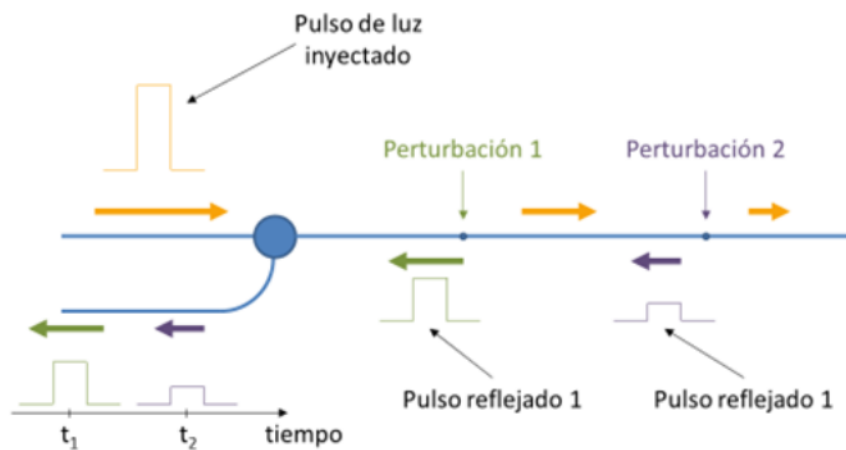 Pulso de luz
inyectado
Perturbación 1
Perturbación 2
Pulso reflejado 1
Pulso reflejado 1
t1
t2
tiempo